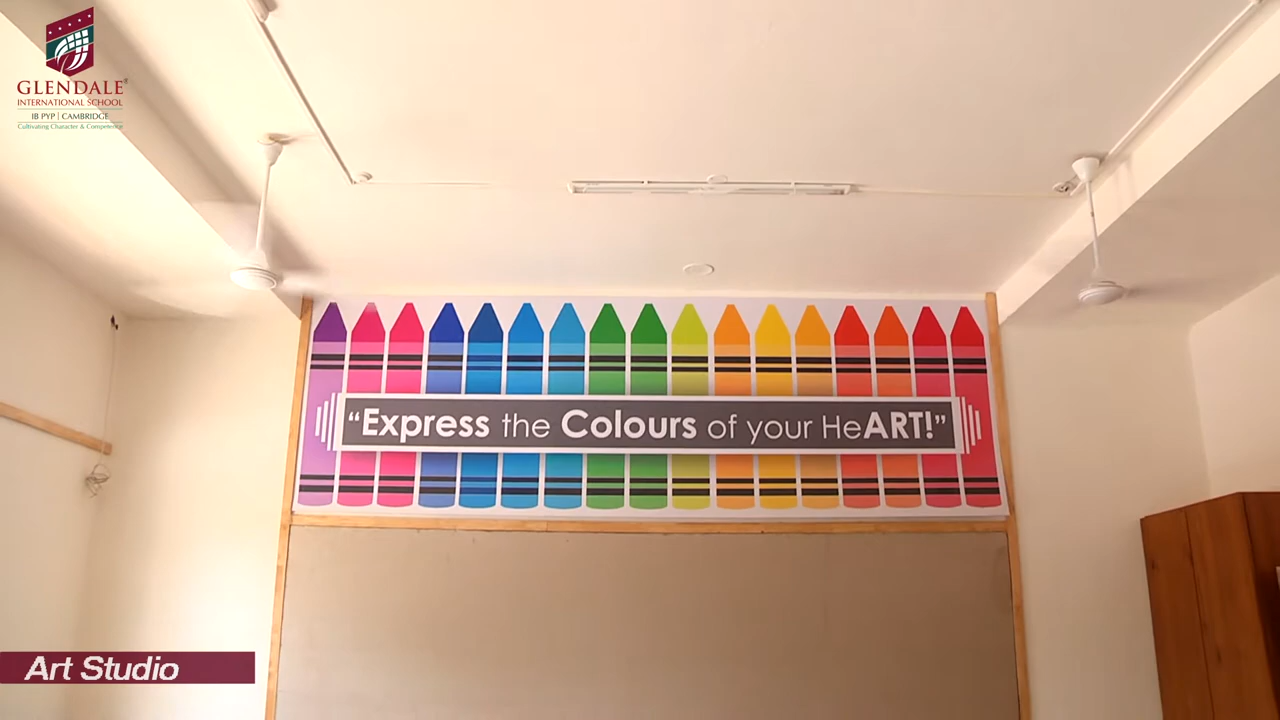 GLENDALE
INTERNATIONAL SCHOOL
IB PYP | CAMBRIDGE
Cultivating Character & Competence
“Express the Colours of your HeART!”
Art Studio